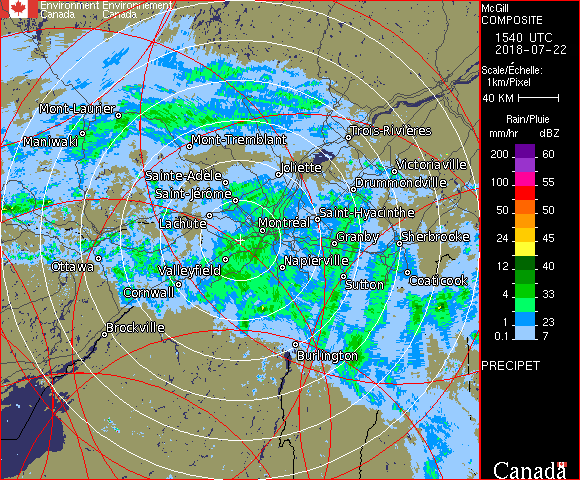 Environment Environnement
Canada Canada
McGill
COMPOSITE
1540 UTC
2018-07-22
Scale/Échelle:
1km/Pixel
40 KM
Rain/Pluie
mm/hr dBZ
200 60
100 55
50 50
24 45
12 40
4 33
1 23
0.1 7
PRECIPET
Canada
Mont-Laurier
Maniwaki
Mont-Tremblant
Trois-Rivières
Victoriaville
Joliette
Sainte-Adèle
Drummondville
Saint-Jérôme
Saint-Hyacinthe
Lachute
Montréal
Granby
Sherbrooke
Ottawa
Valleyfield
Napierville
Coaticook
Sutton
Cornwall
Brockville
Burlington